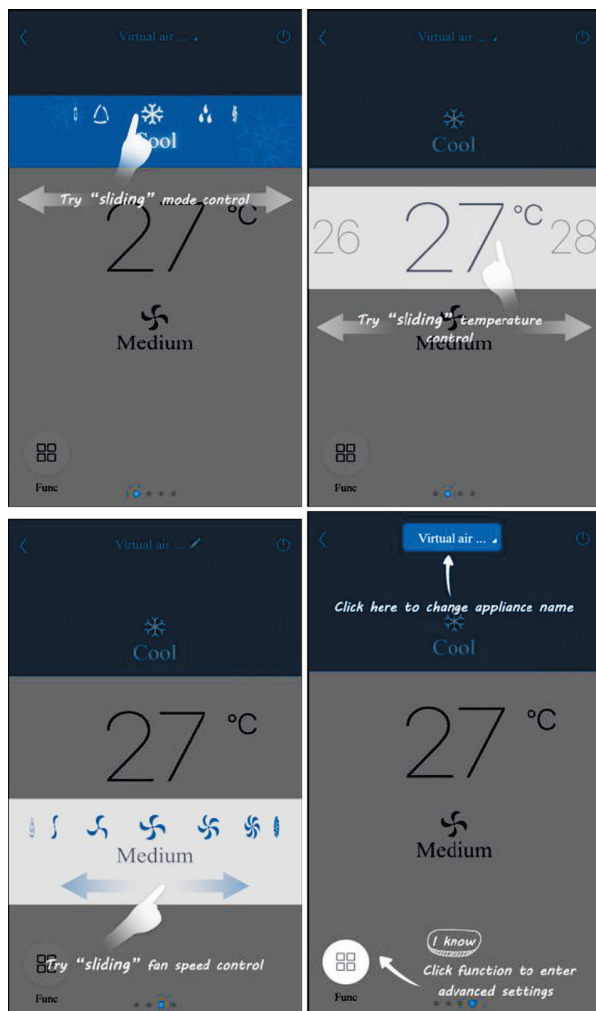 Virtual air ...
Cool
Try “sliding” mode control
27 °C
Medium
Func
Virtual air ...
Cool
26 27 °C 28
Try “sliding” temperature
control
Medium
Func
Virtual air ...
Cool
27 °C
Medium
Try “sliding” fan speed control
Func
Virtual air ...
Click here to change appliance name
Cool
27 °C
Medium
I know
Click function to enter
advanced settings
Func